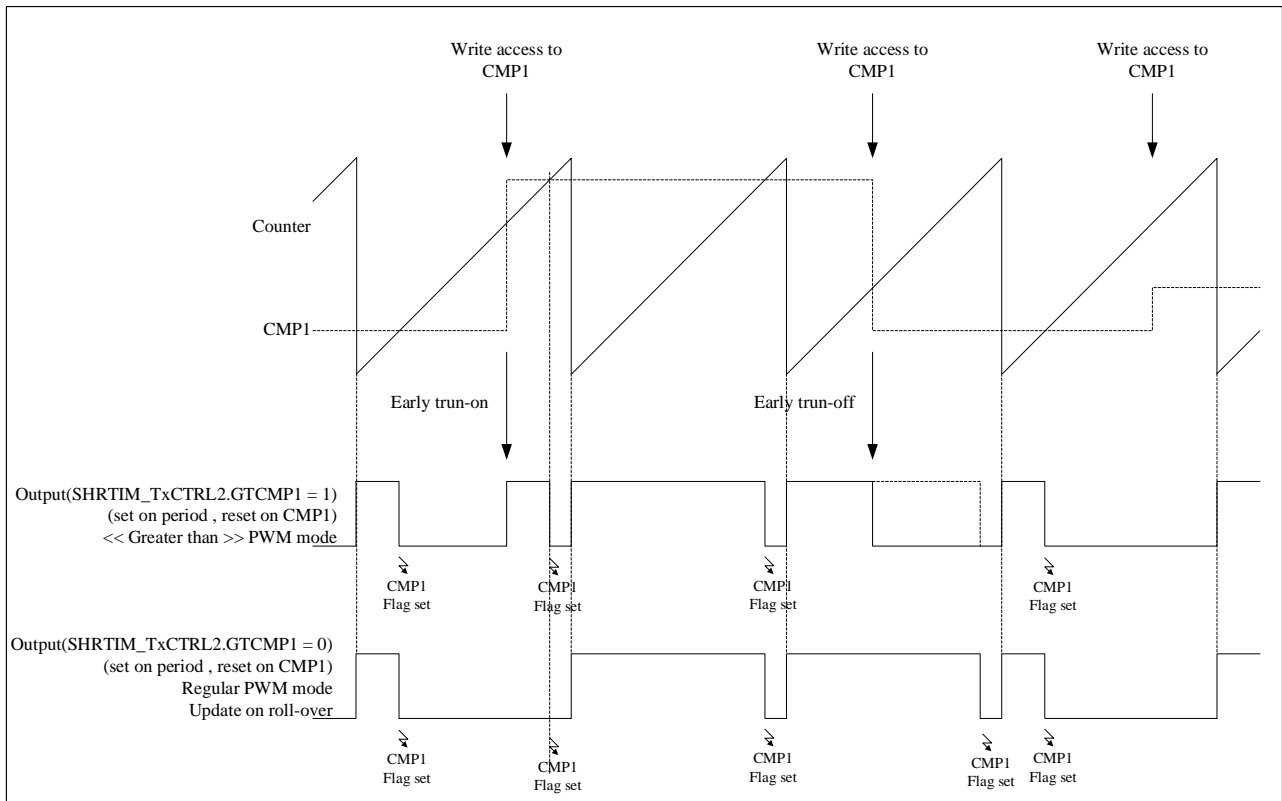 Write access to
CMP1
Write access to
CMP1
Write access to
CMP1
Counter
CMP1
Early trun-on
Early trun-off
Output(SHRTIM_TxCTRL2.GTCMP1 = 1)
(set on period , reset on CMP1)
<< Greater than >> PWM mode
CMP1
Flag set
CMP1
Flag set
CMP1
Flag set
CMP1
Flag set
Output(SHRTIM_TxCTRL2.GTCMP1 = 0)
(set on period , reset on CMP1)
Regular PWM mode
Update on roll-over
CMP1
Flag set
CMP1
Flag set
CMP1
Flag set
CMP1
Flag set
CMP1
Flag set